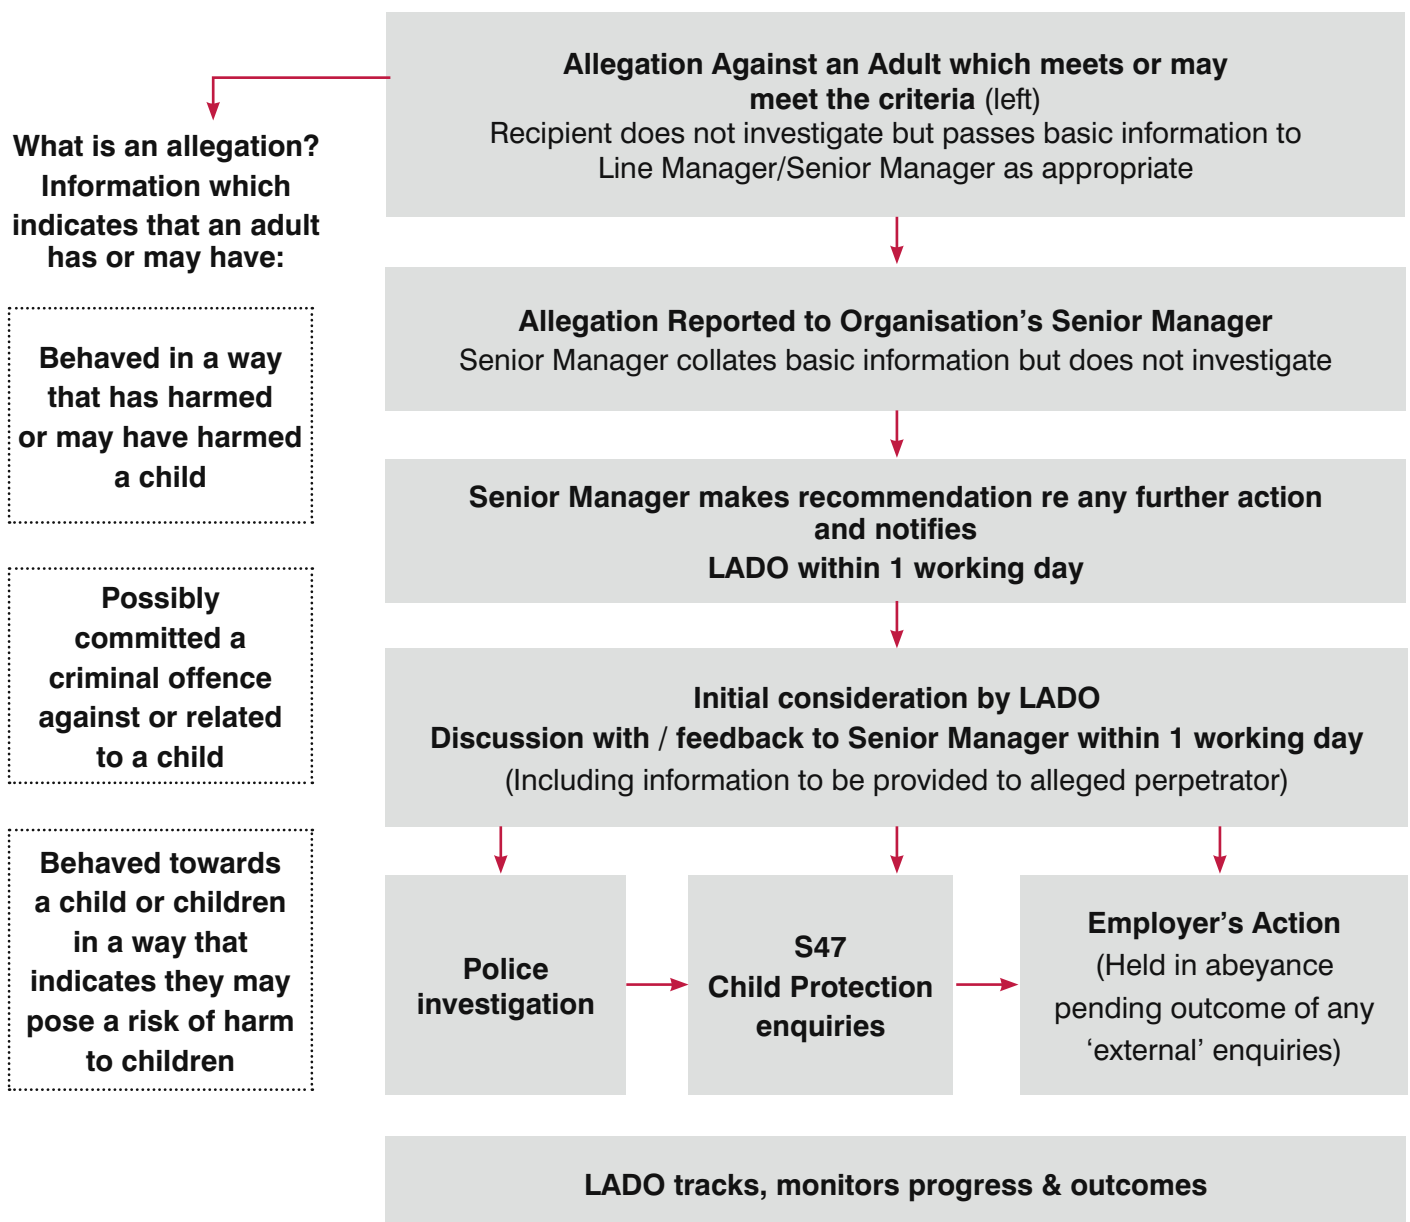 Allegation Against an Adult which meets or may
meet the criteria (left)
Recipient does not investigate but passes basic information to
Line Manager/Senior Manager as appropriate
What is an allegation?
Information which
indicates that an adult
has or may have:
Behaved in a way
that has harmed
or may have harmed
a child
Possibly
committed a
criminal offence
against or related
to a child
Behaved towards
a child or children
in a way that
indicates they may
pose a risk of harm
to children
Allegation Reported to Organisation’s Senior Manager
Senior Manager collates basic information but does not investigate
Senior Manager makes recommendation re any further action
and notifies
LADO within 1 working day
Initial consideration by LADO
Discussion with / feedback to Senior Manager within 1 working day
(Including information to be provided to alleged perpetrator)
Police
investigation
S47
Child Protection
enquiries
Employer’s Action
(Held in abeyance
pending outcome of any
‘external’ enquiries)
LADO tracks, monitors progress & outcomes